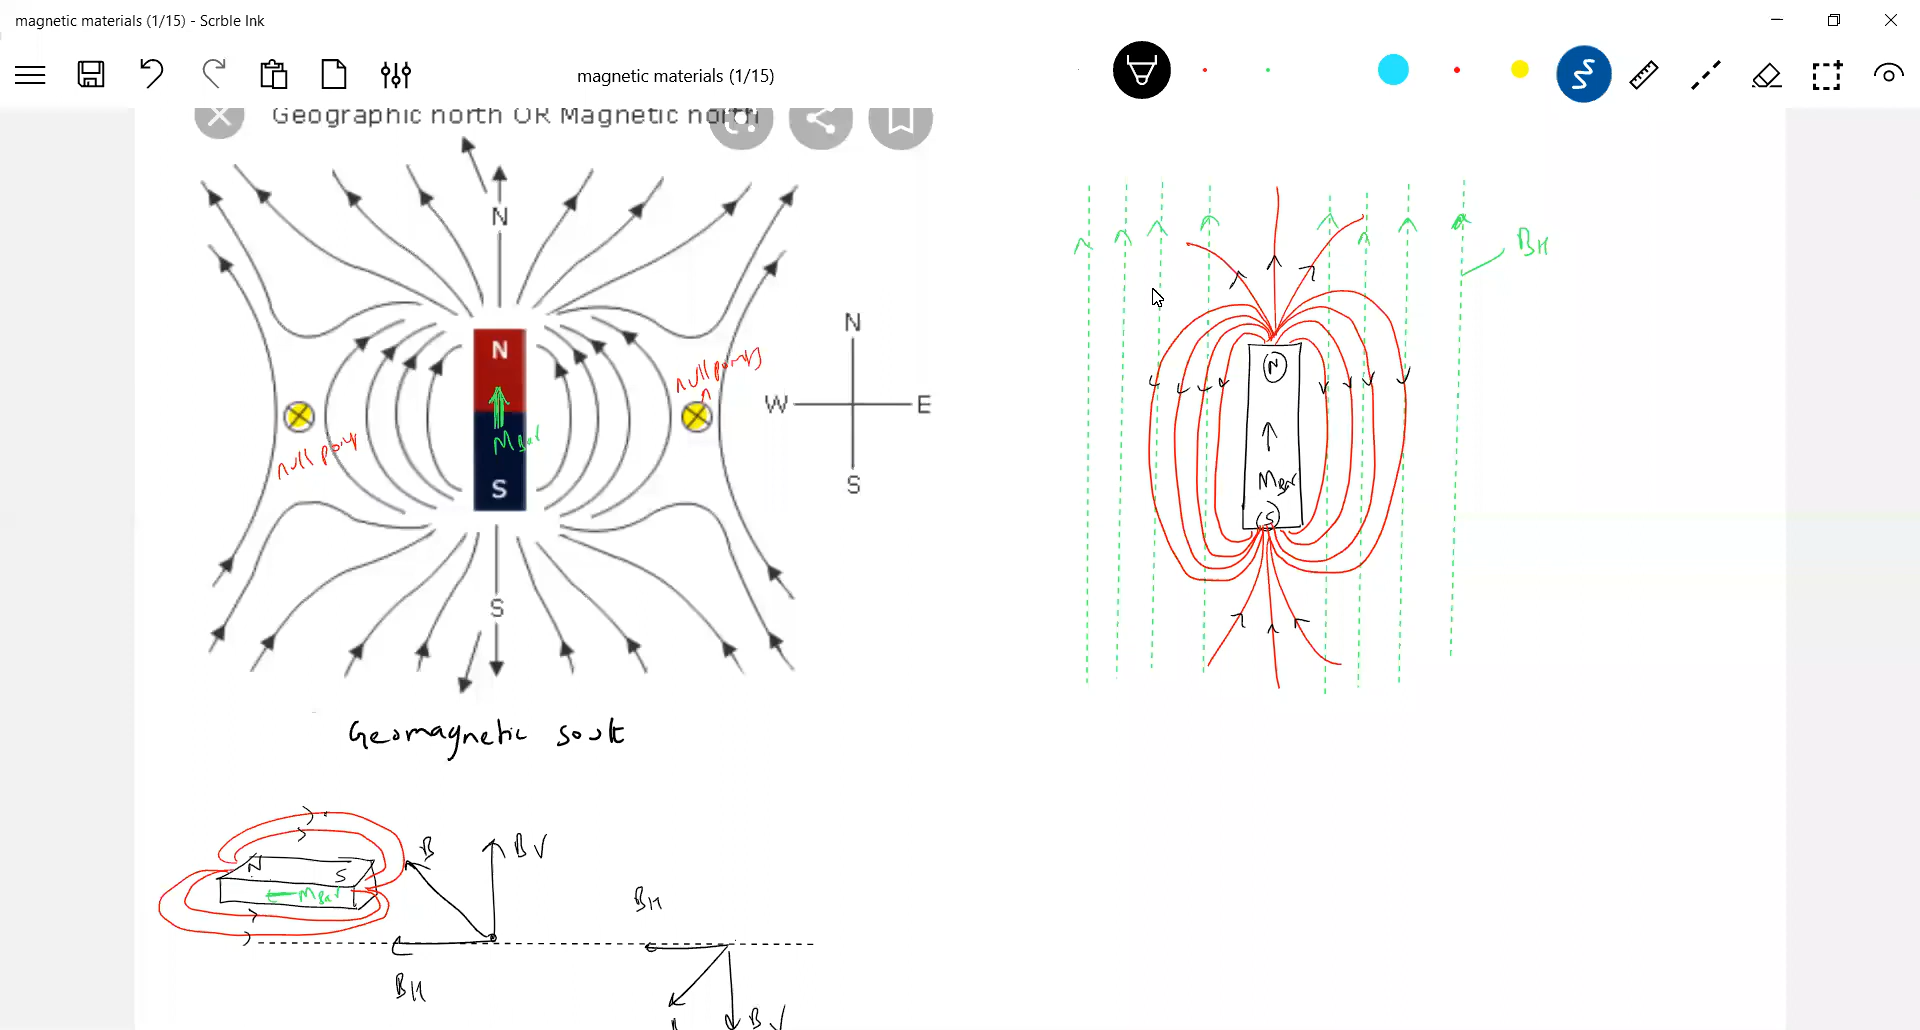 magnetic materials (1/15) - Scrble Ink
magnetic materials (1/15)
Geographic north OR Magnetic north
N
N
S
S
MBar
null point
null points
N
W
E
S
BH
N
MBar
S
Geomagnetic south
N
S
MBar
B
BV
BH
BH
BV